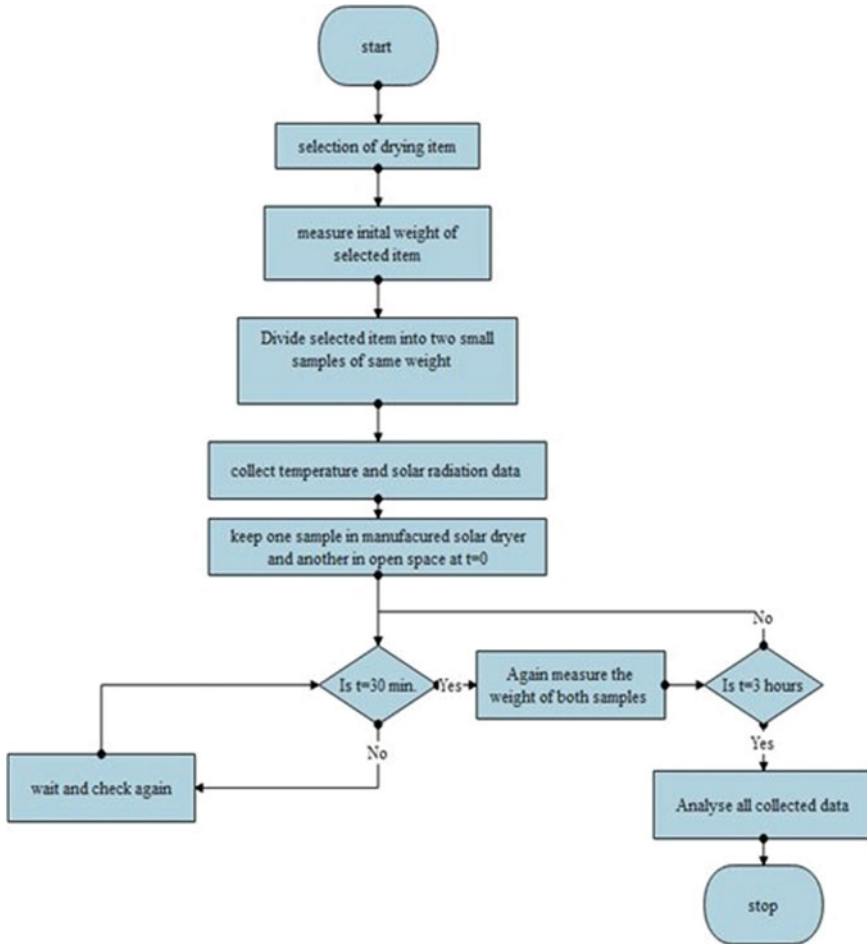 start
selection of drying item
measure inital weight of
selected item
Divide selected item into two small
samples of same weight
collect temperature and solar radiation data
keep one sample in manufacured solar dryer
and another in open space at t=0
No
Is t=30 min.
Yes
Again measure the
weight of both samples
Is t=3 hours
No
Yes
wait and check again
Analyse all collected data
stop